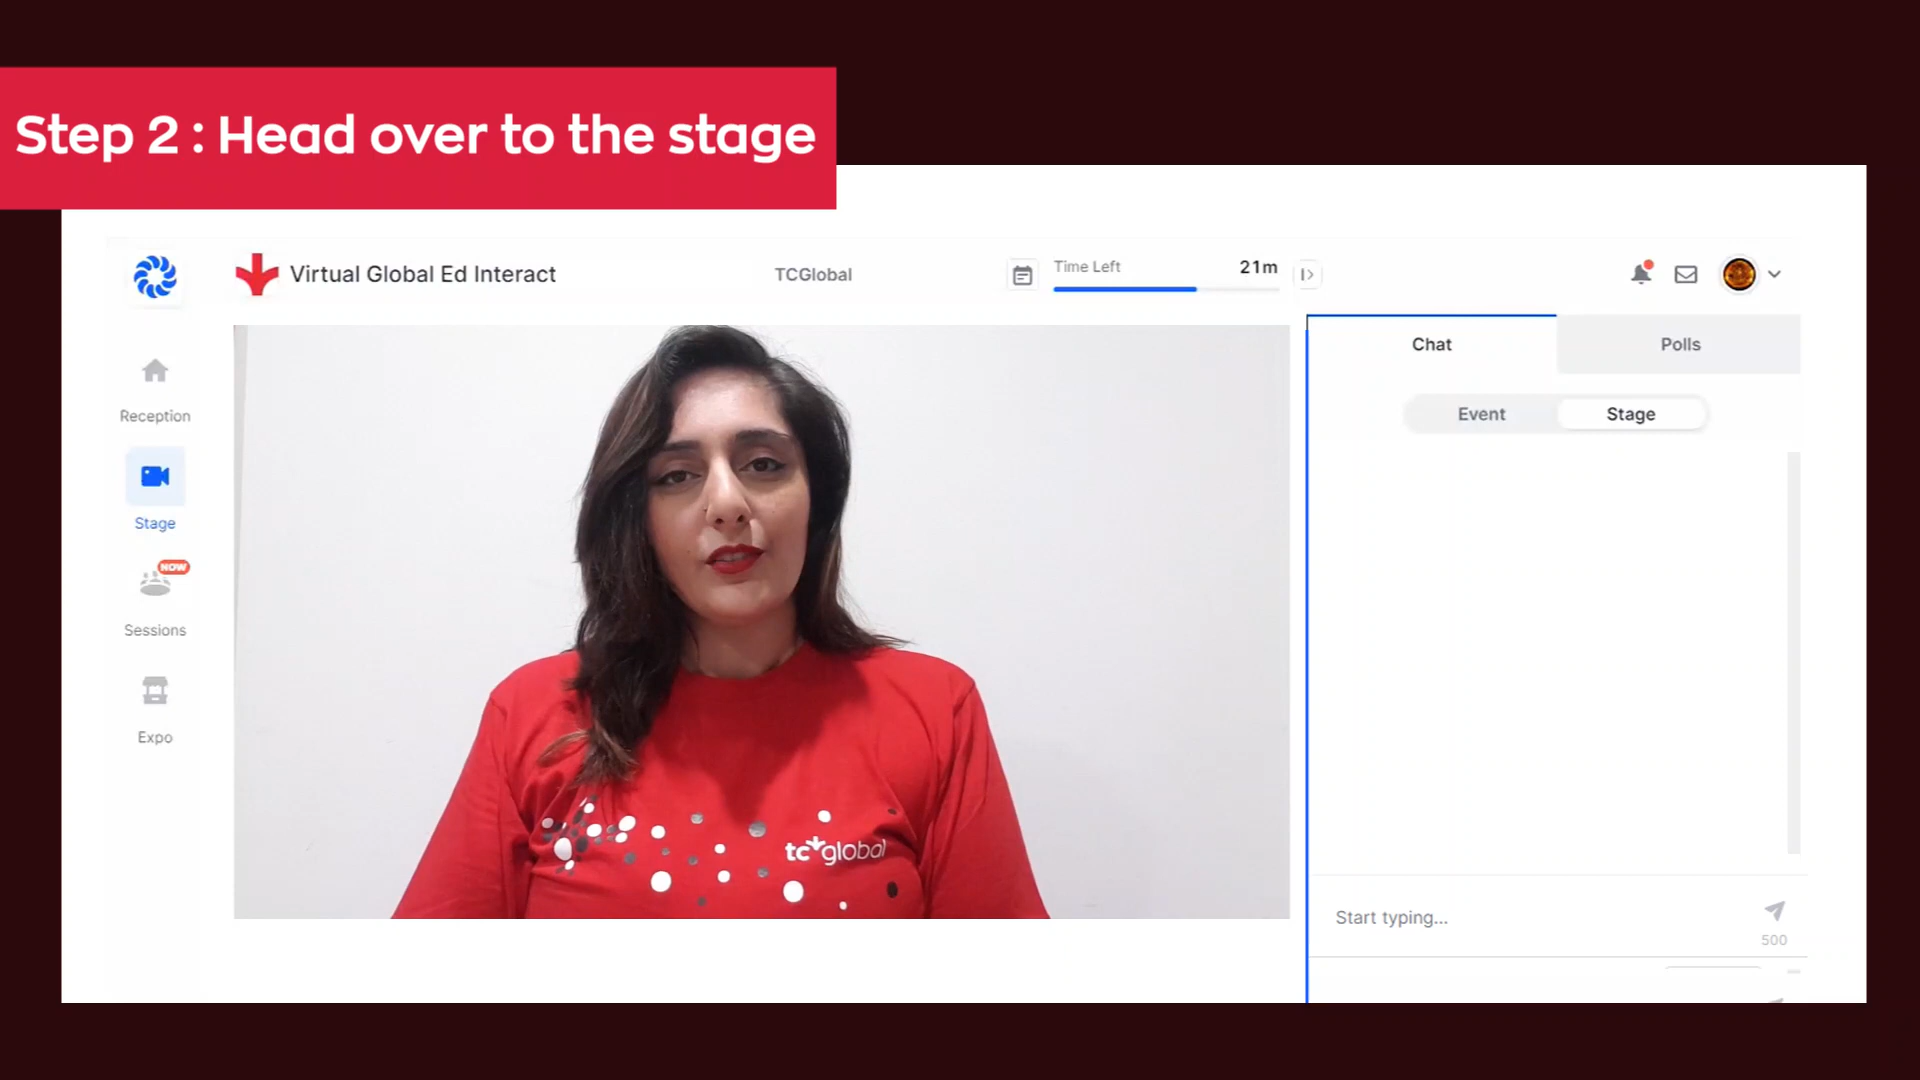 Step 2 : Head over to the stage
Virtual Global Ed Interact
TCGlobal
Time Left
21m
Reception
Stage
NOW
Sessions
Expo
Chat
Polls
Event
Stage
tc global
Start typing...
500